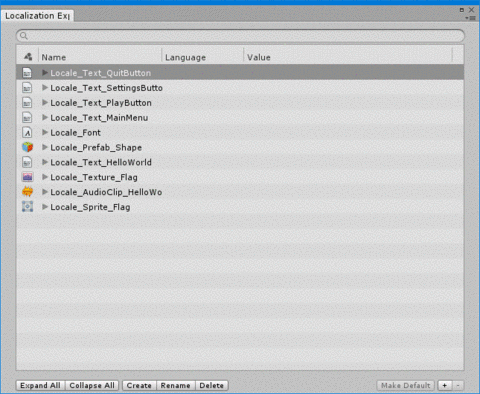 Localization Exp
Name Language Value
Locale_Text_QuitButton
Locale_Text_SettingsButto
Locale_Text_PlayButton
Locale_Text_MainMenu
Locale_Font
Locale_Prefab_Shape
Locale_Text_HelloWorld
Locale_Texture_Flag
Locale_AudioClip_HelloWo
Locale_Sprite_Flag
Expand All Collapse All Create Rename Delete Make Default + -